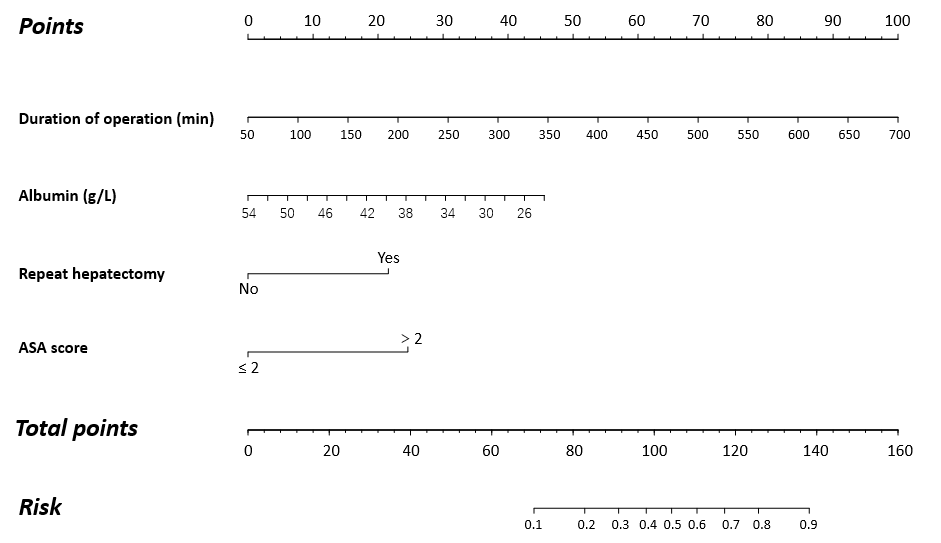 Points 0 10 20 30 40 50 60 70 80 90 100
Duration of operation (min)
50 100 150 200 250 300 350 400 450 500 550 600 650 700
Albumin (g/L)
54 50 46 42 38 34 30 26
Yes
Repeat hepatectomy
No
> 2
ASA score
≤ 2
Total points
0 20 40 60 80 100 120 140 160
Risk
0.1 0.2 0.3 0.4 0.5 0.6 0.7 0.8 0.9